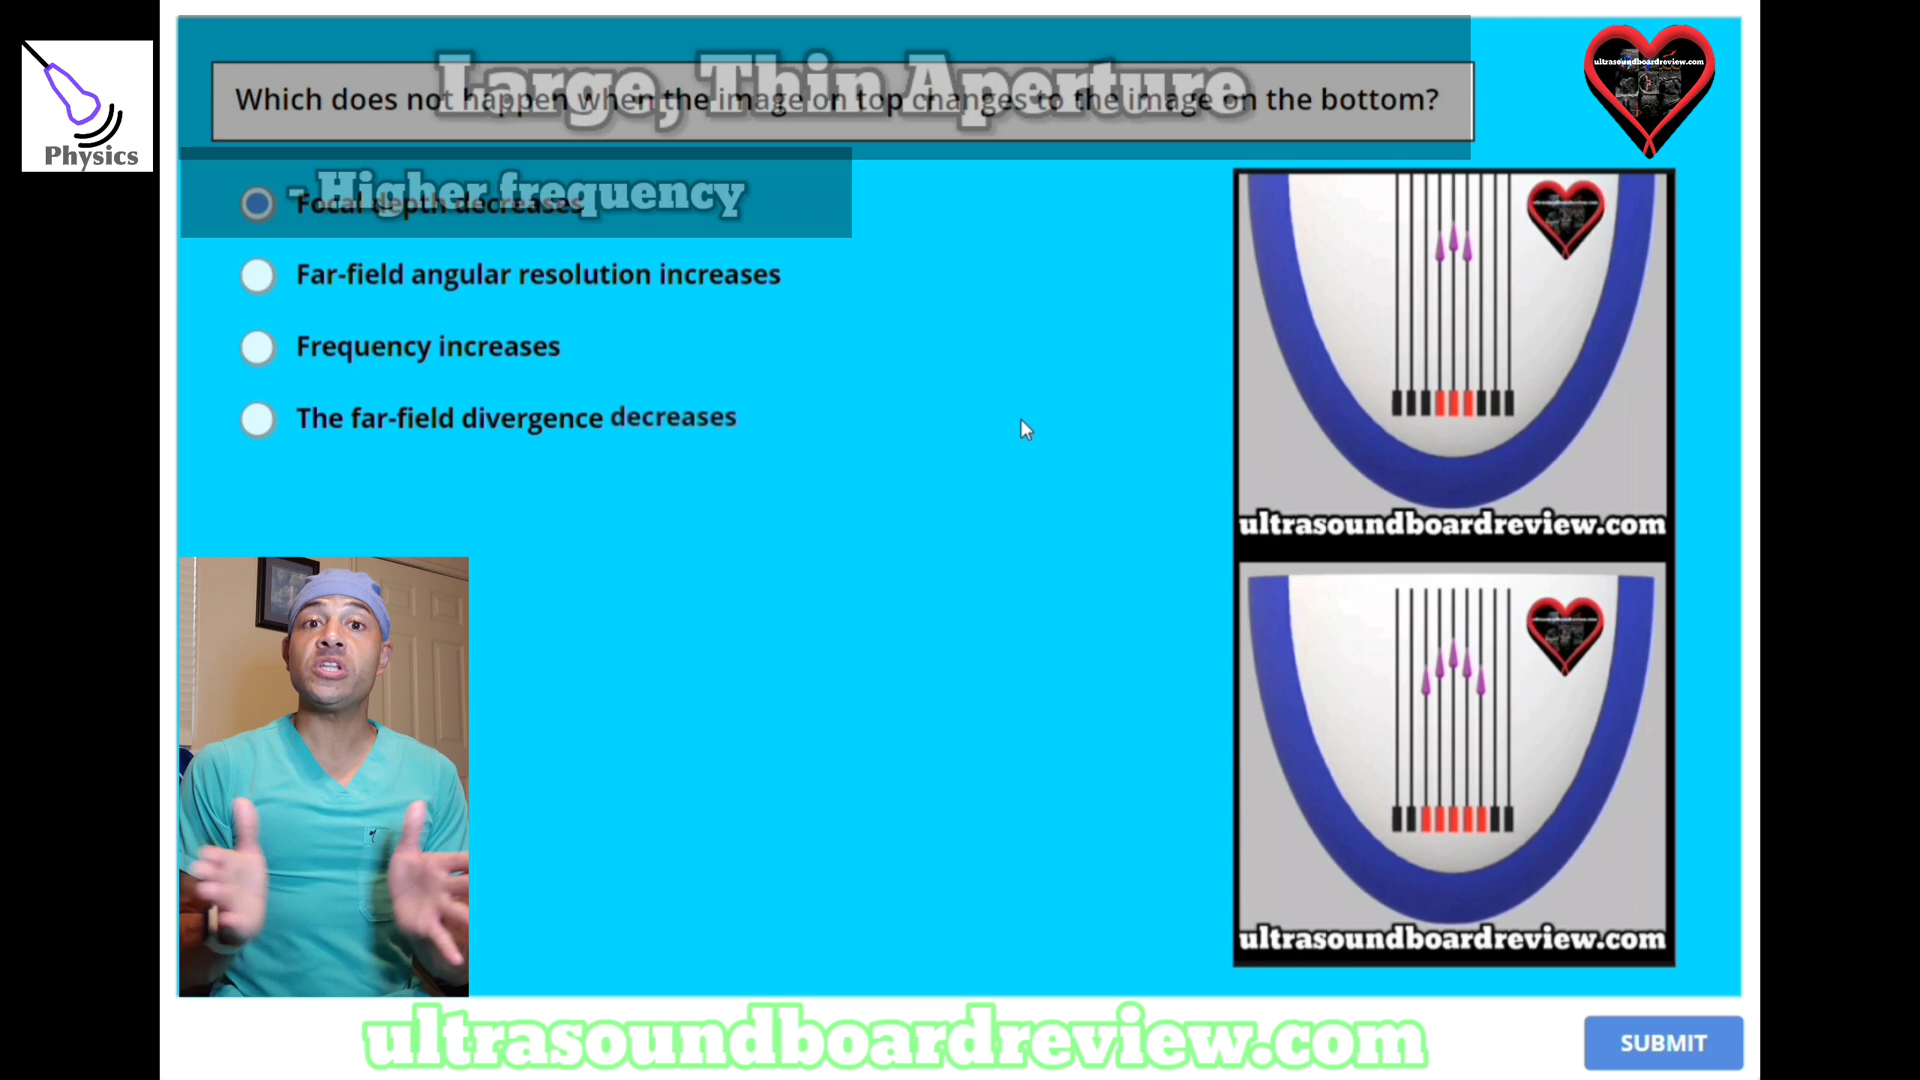 Large, Thin Aperture
Which does not happen when the image on top changes to the image on the bottom?
ultrasoundboardreview.com
Physics
- Higher frequency
Focal depth decreases
Far-field angular resolution increases
Frequency increases
The far-field divergence decreases
ultrasoundboardreview.com
ultrasoundboardreview.com
ultrasoundboardreview.com
SUBMIT